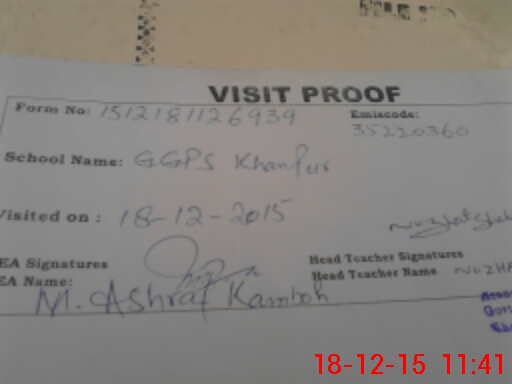 VISIT PROOF
Form No: 1512181126939
Emiscode:
35220360
School Name: GGPS Khanpur
Visited on : 18-12-2015
EA Signatures
Head Teacher Signatures
EA Name: M. Ashraf Kamboh
Head Teacher Name
18-12-15 11:41